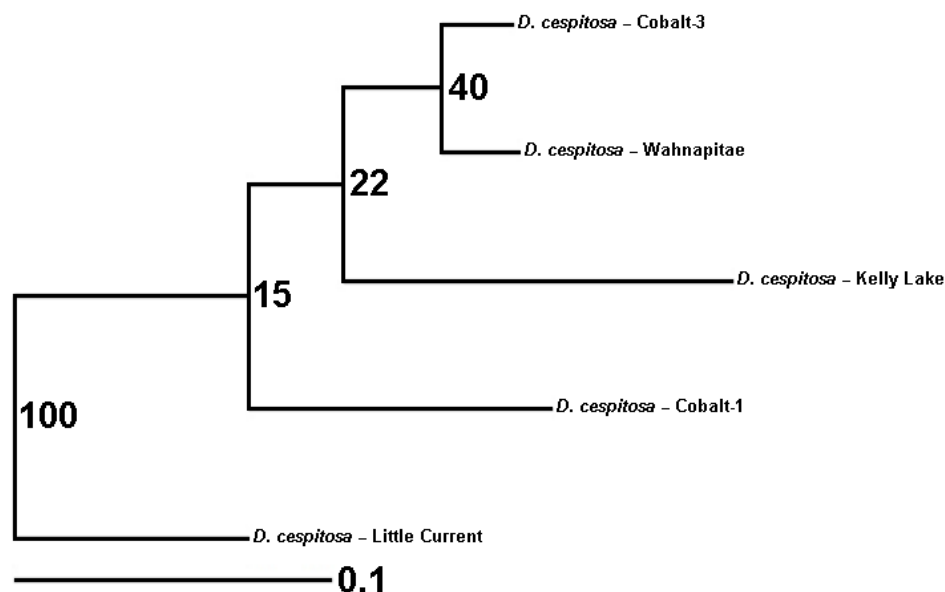 D. cespitosa – Cobalt-3
40
D. cespitosa – Wahnapitae
22
D. cespitosa – Kelly Lake
15
D. cespitosa – Cobalt-1
100
D. cespitosa – Little Current
0.1